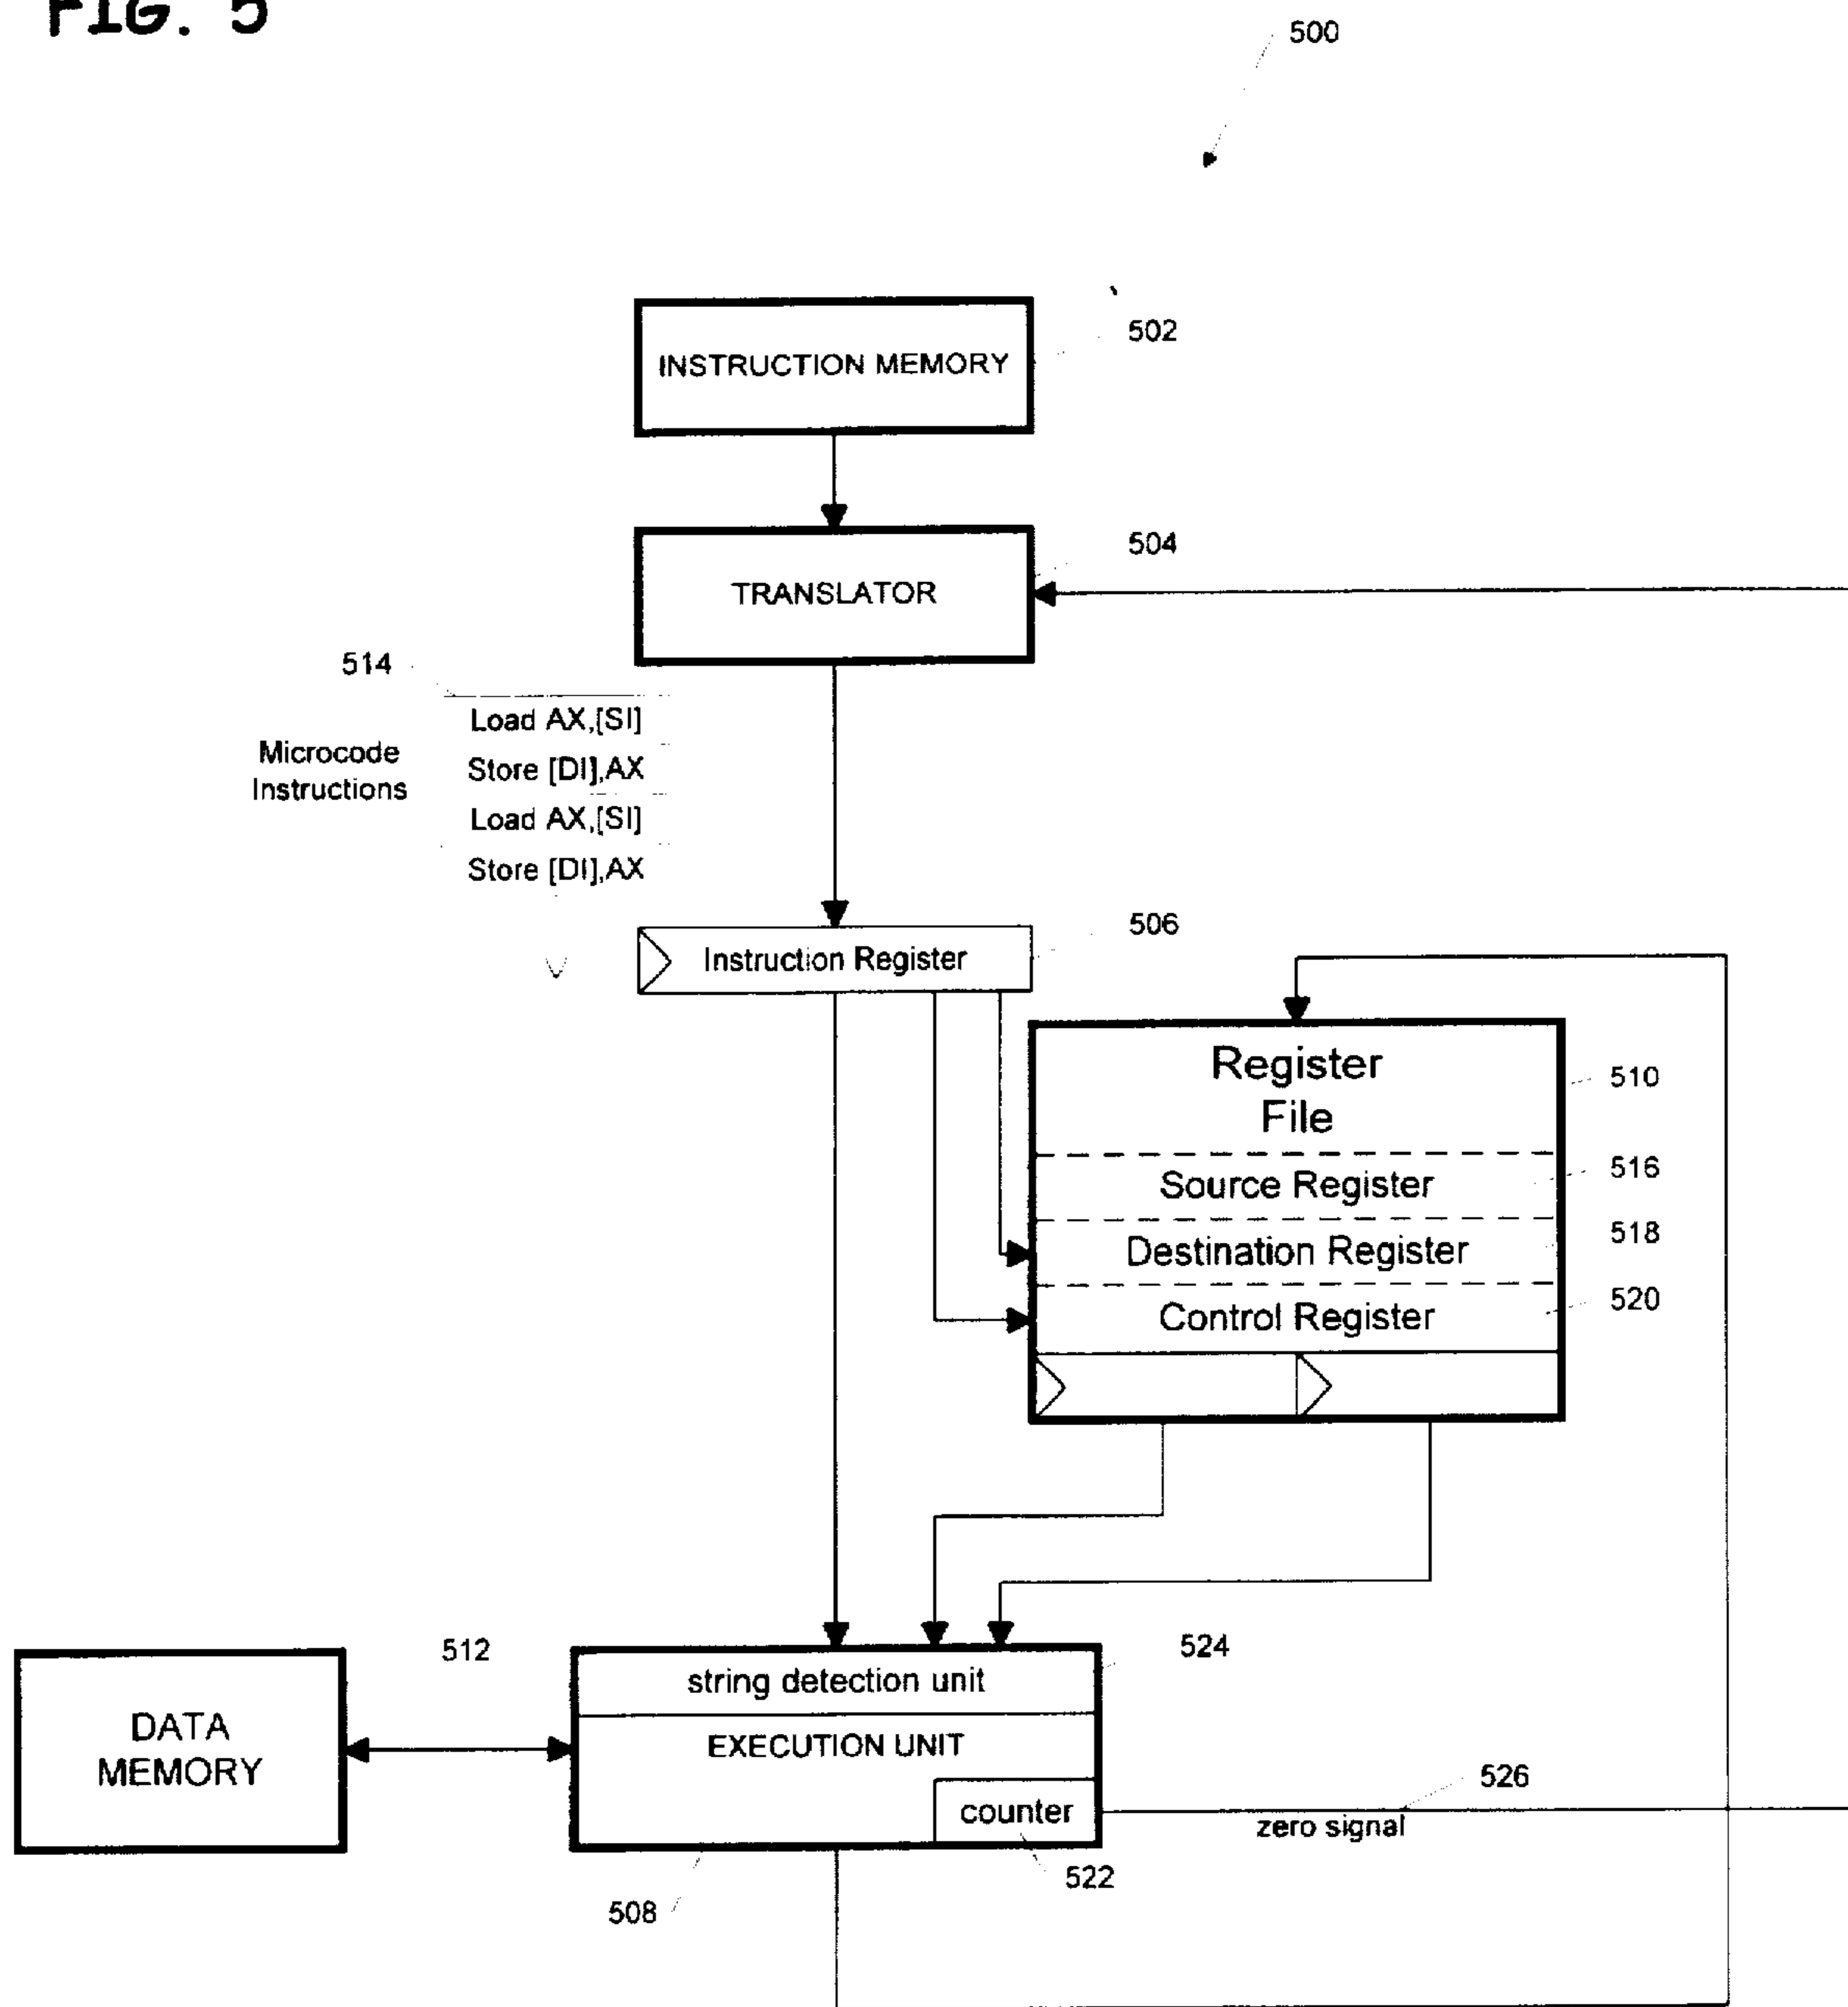 FIG. 5
500
INSTRUCTION MEMORY
502
TRANSLATOR
504
514
Microcode
Instructions
Load AX,[SI]
Store [DI],AX
Load AX,[SI]
Store [DI],AX
Instruction Register
506
Register
File
510
Source Register
516
Destination Register
518
Control Register
520
DATA
MEMORY
512
string detection unit
524
EXECUTION UNIT
counter
zero signal
526
522
508